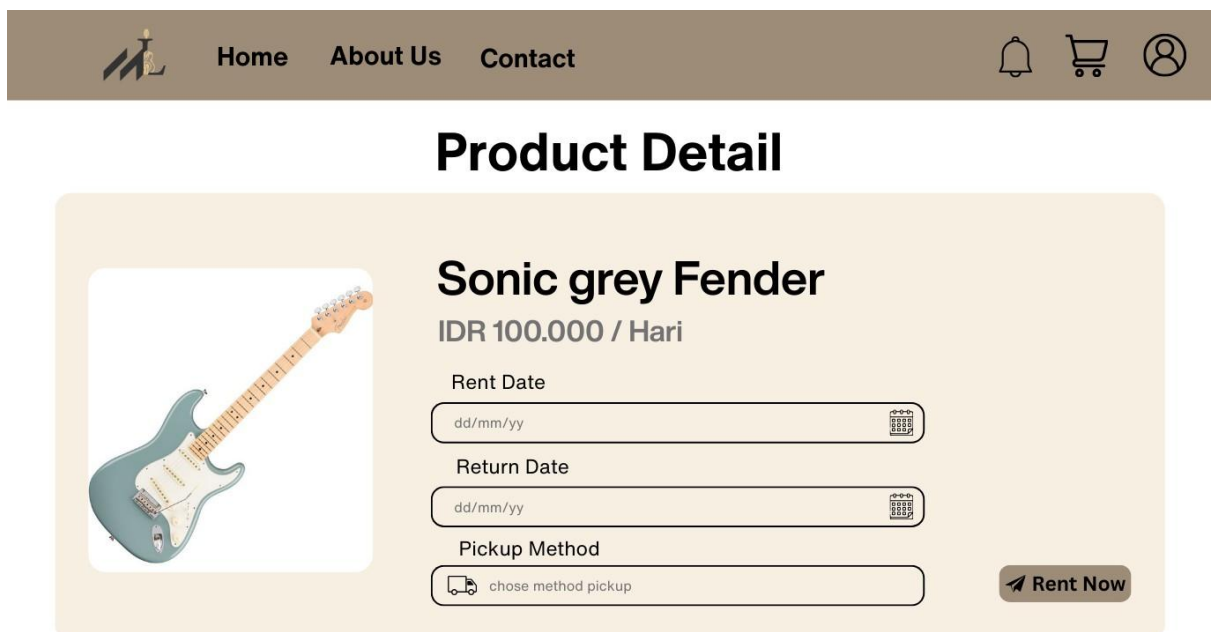 Home About Us Contact
Product Detail
Sonic grey Fender
IDR 100.000 / Hari
Rent Date
dd/mm/yy
Return Date
dd/mm/yy
Pickup Method
chose method pickup
Rent Now